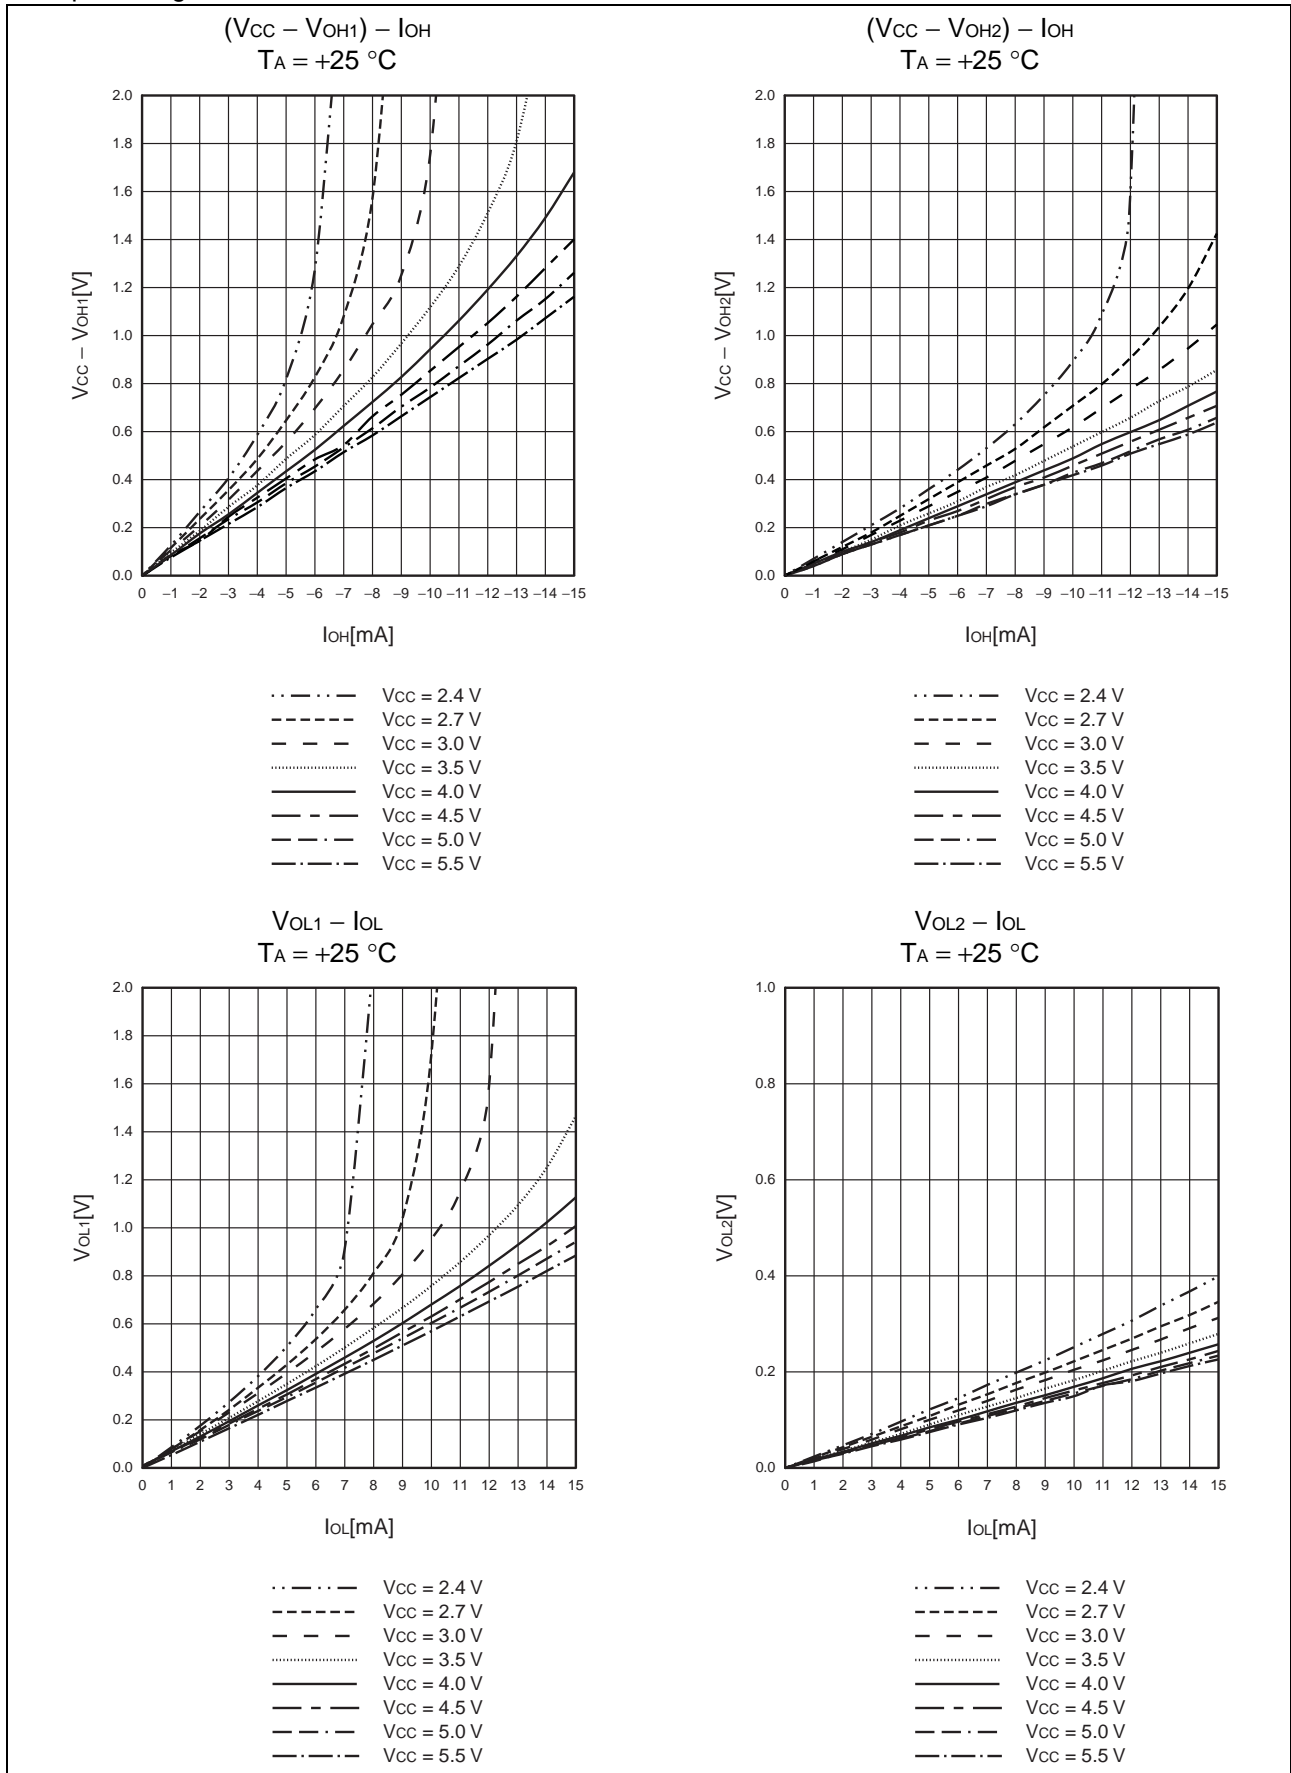 (VCC – VOH1) – IOH
TA = +25 °C
2.0
1.8
1.6
1.4
1.2
1.0
0.8
0.6
0.4
0.2
0.0
VCC – VOH1[V]
0 –1 –2 –3 –4 –5 –6 –7 –8 –9 –10 –11 –12 –13 –14 –15
IOH[mA]
VCC = 2.4 V
VCC = 2.7 V
VCC = 3.0 V
VCC = 3.5 V
VCC = 4.0 V
VCC = 4.5 V
VCC = 5.0 V
VCC = 5.5 V
(VCC – VOH2) – IOH
TA = +25 °C
2.0
1.8
1.6
1.4
1.2
1.0
0.8
0.6
0.4
0.2
0.0
VCC – VOH2[V]
0 –1 –2 –3 –4 –5 –6 –7 –8 –9 –10 –11 –12 –13 –14 –15
IOH[mA]
VCC = 2.4 V
VCC = 2.7 V
VCC = 3.0 V
VCC = 3.5 V
VCC = 4.0 V
VCC = 4.5 V
VCC = 5.0 V
VCC = 5.5 V
VOL1 – IOL
TA = +25 °C
2.0
1.8
1.6
1.4
1.2
1.0
0.8
0.6
0.4
0.2
0.0
VOL1[V]
0 1 2 3 4 5 6 7 8 9 10 11 12 13 14 15
IOL[mA]
VCC = 2.4 V
VCC = 2.7 V
VCC = 3.0 V
VCC = 3.5 V
VCC = 4.0 V
VCC = 4.5 V
VCC = 5.0 V
VCC = 5.5 V
VOL2 – IOL
TA = +25 °C
1.0
0.8
0.6
0.4
0.2
0.0
VOL2[V]
0 1 2 3 4 5 6 7 8 9 10 11 12 13 14 15
IOL[mA]
VCC = 2.4 V
VCC = 2.7 V
VCC = 3.0 V
VCC = 3.5 V
VCC = 4.0 V
VCC = 4.5 V
VCC = 5.0 V
VCC = 5.5 V